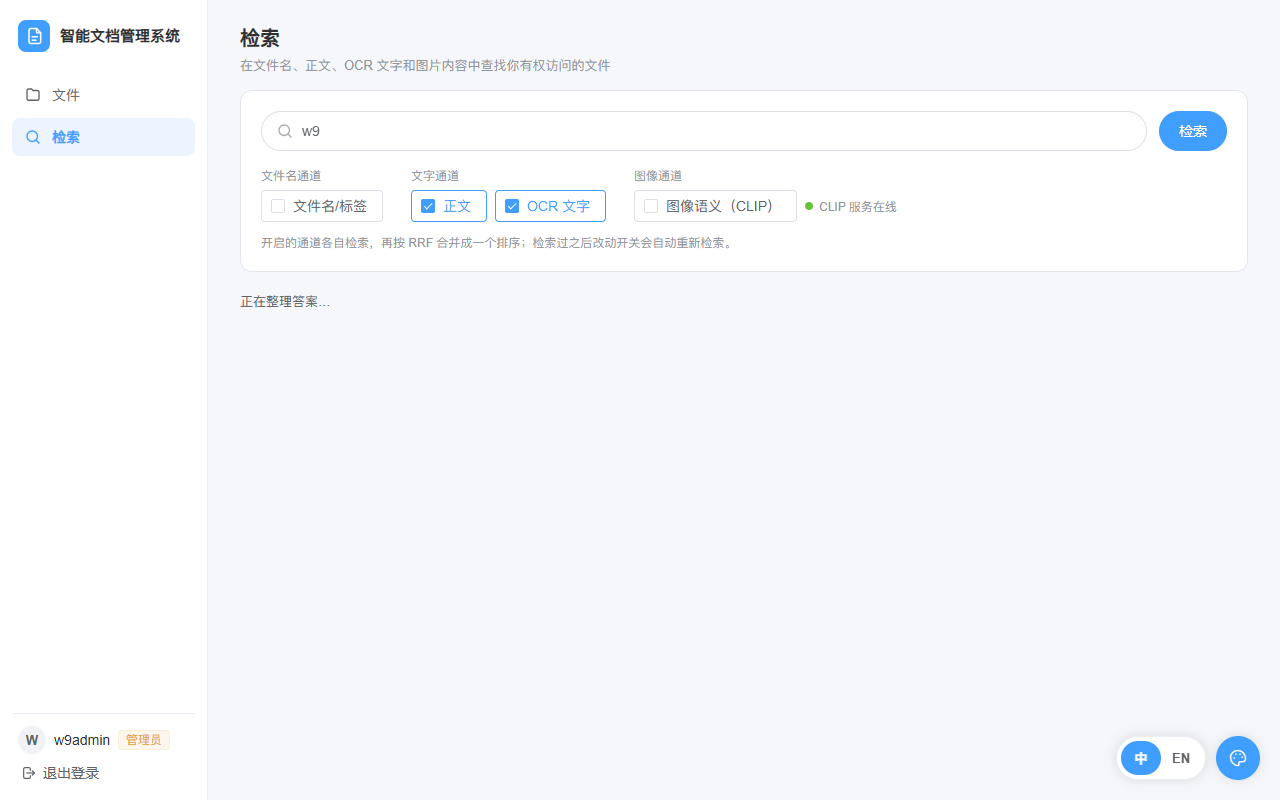 智能文档管理系统
文件
检索
检索
在文件名、正文、OCR 文字和图片内容中查找你有权访问的文件
w9
检索
文件名通道
文字通道
图像通道
文件名/标签
正文
OCR 文字
图像语义（CLIP）
CLIP 服务在线
开启的通道各自检索，再按 RRF 合并成一个排序；检索过之后改动开关会自动重新检索。
正在整理答案…
W
w9admin
管理员
退出登录
中
EN